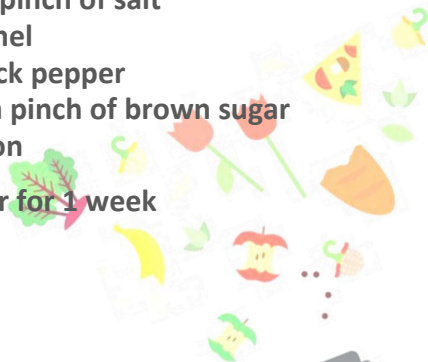 pinch of salt
nel
ck pepper
pinch of brown sugar
on
r for 1 week